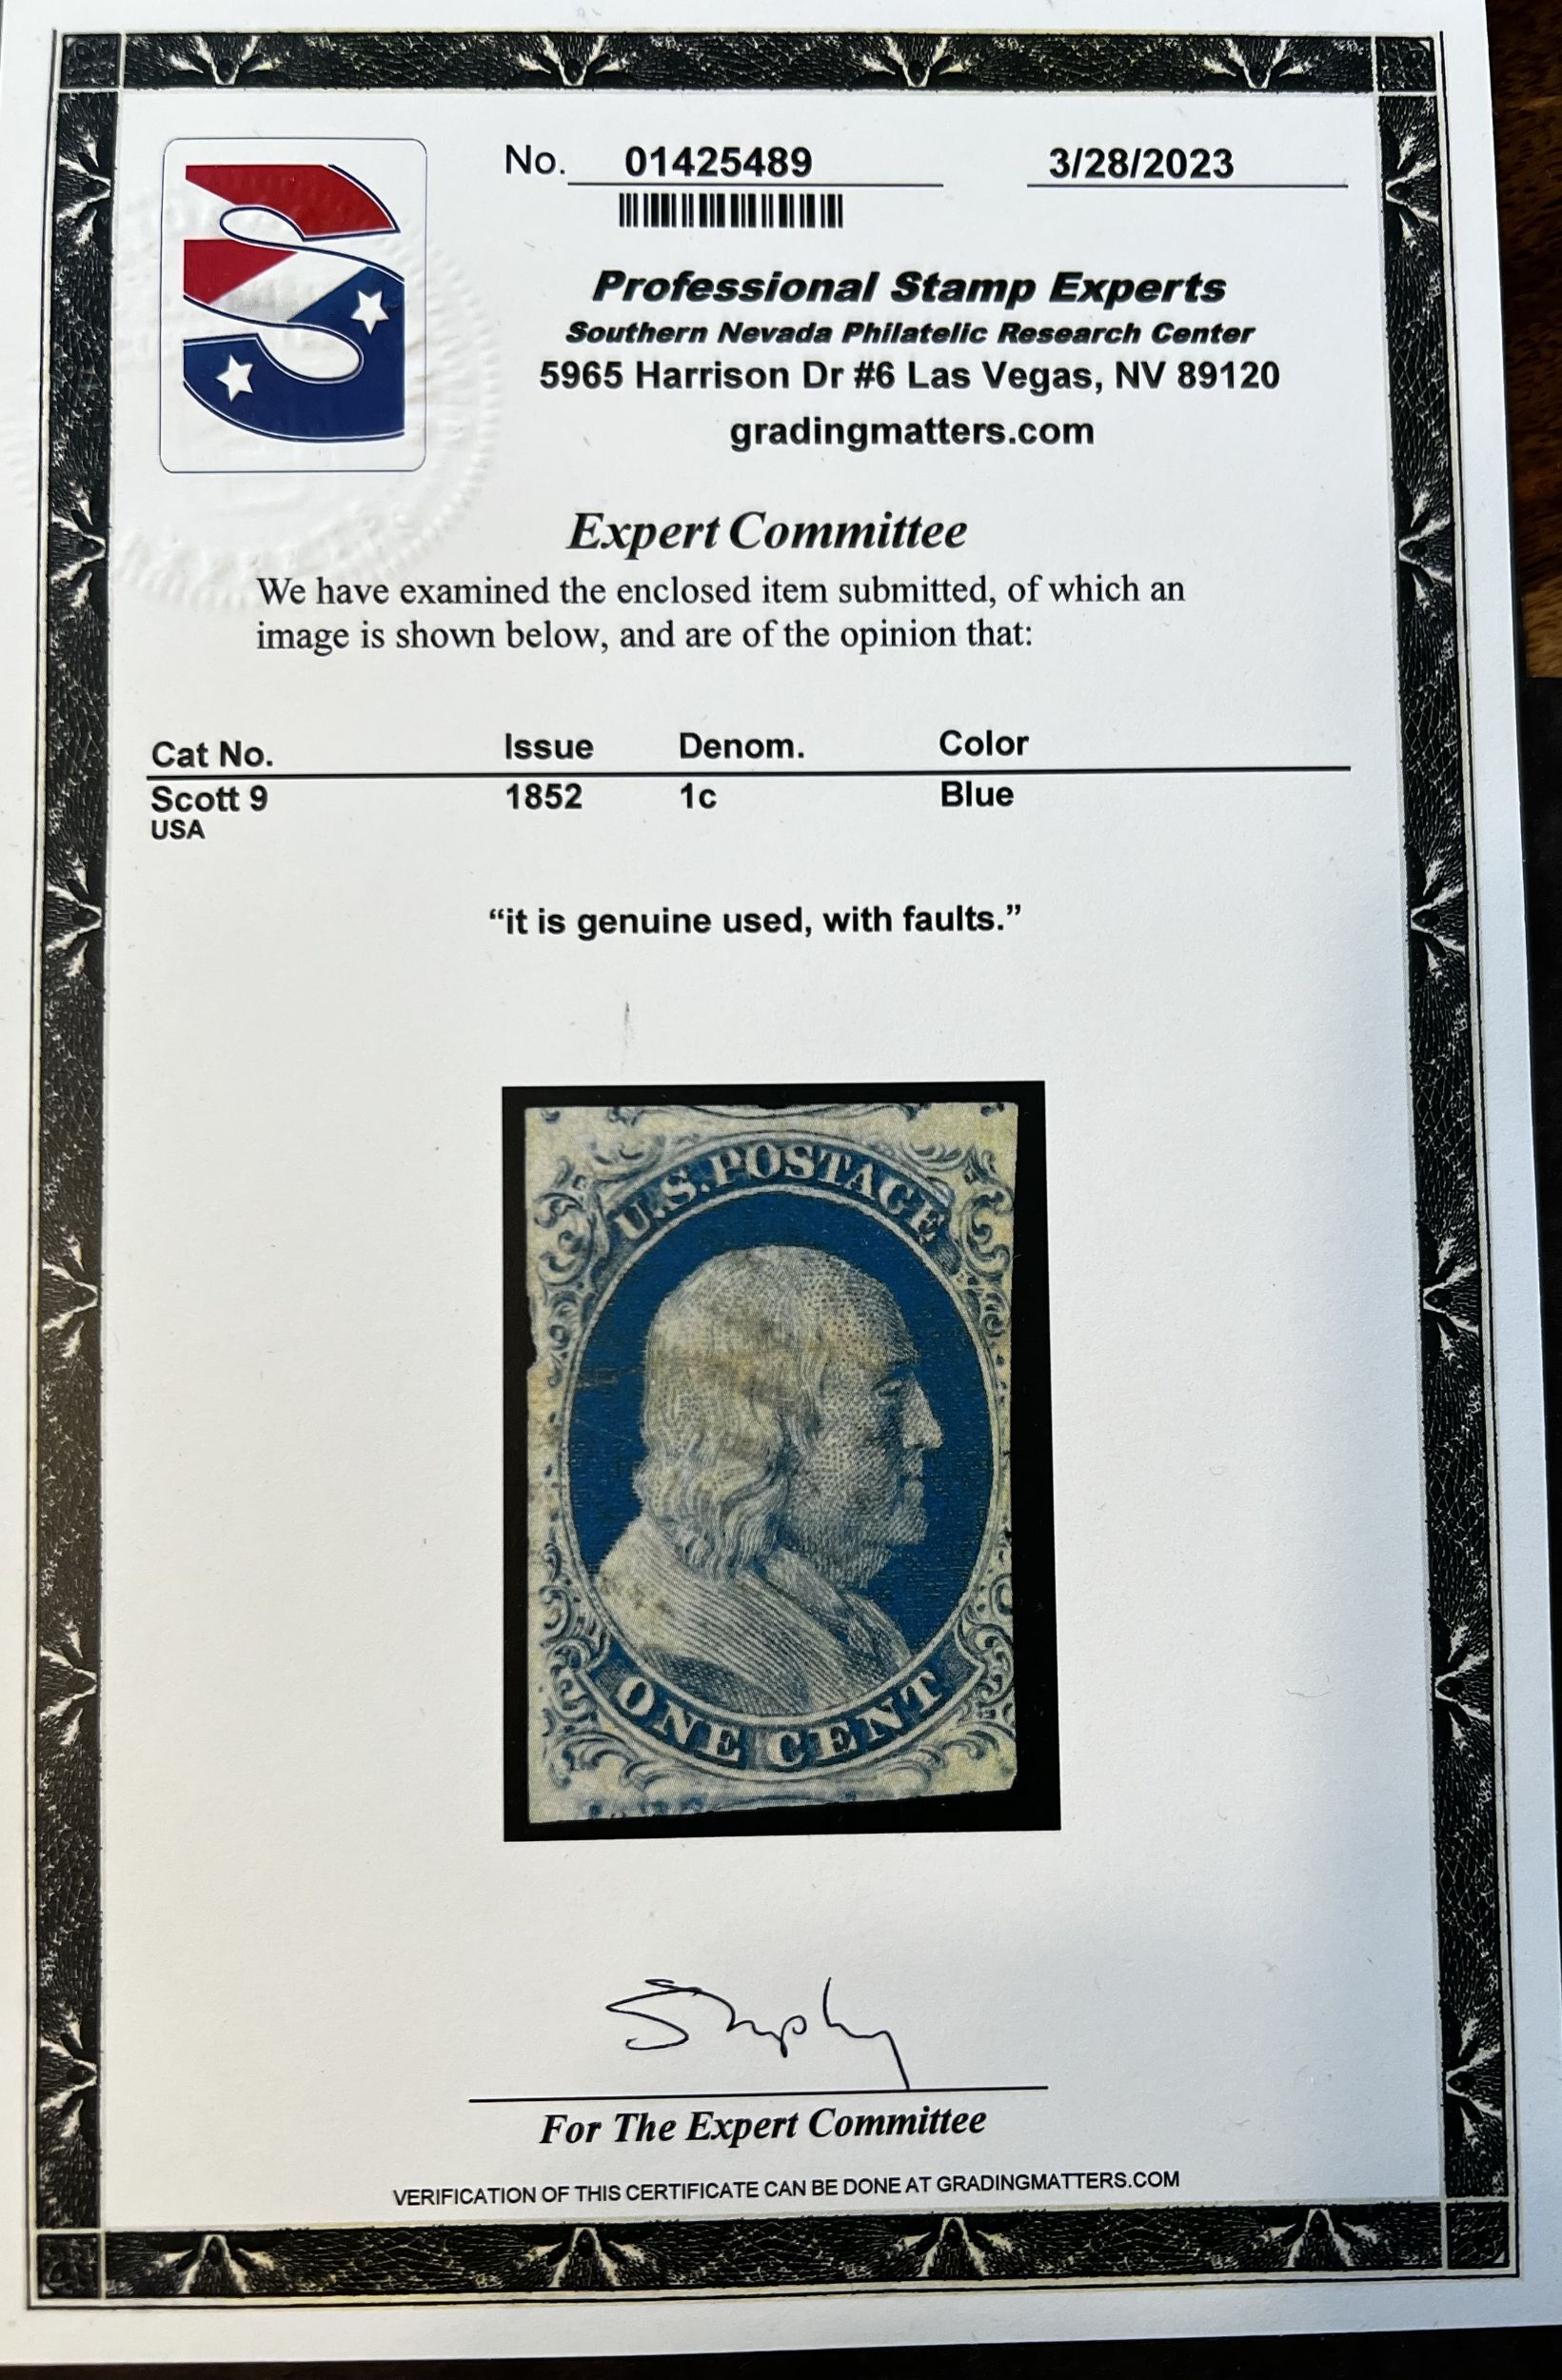 No. 01425489 3/28/2023
Professional Stamp Experts
Southern Nevada Philatelic Research Center
5965 Harrison Dr #6 Las Vegas, NV 89120
gradingmatters.com
Expert Committee
We have examined the enclosed item submitted, of which an
image is shown below, and are of the opinion that:
Cat No. Issue Denom. Color
Scott 9 1852 1c Blue
USA
“it is genuine used, with faults.”
U.S. POSTAGE
ONE CENT
For The Expert Committee
VERIFICATION OF THIS CERTIFICATE CAN BE DONE AT GRADINGMATTERS.COM